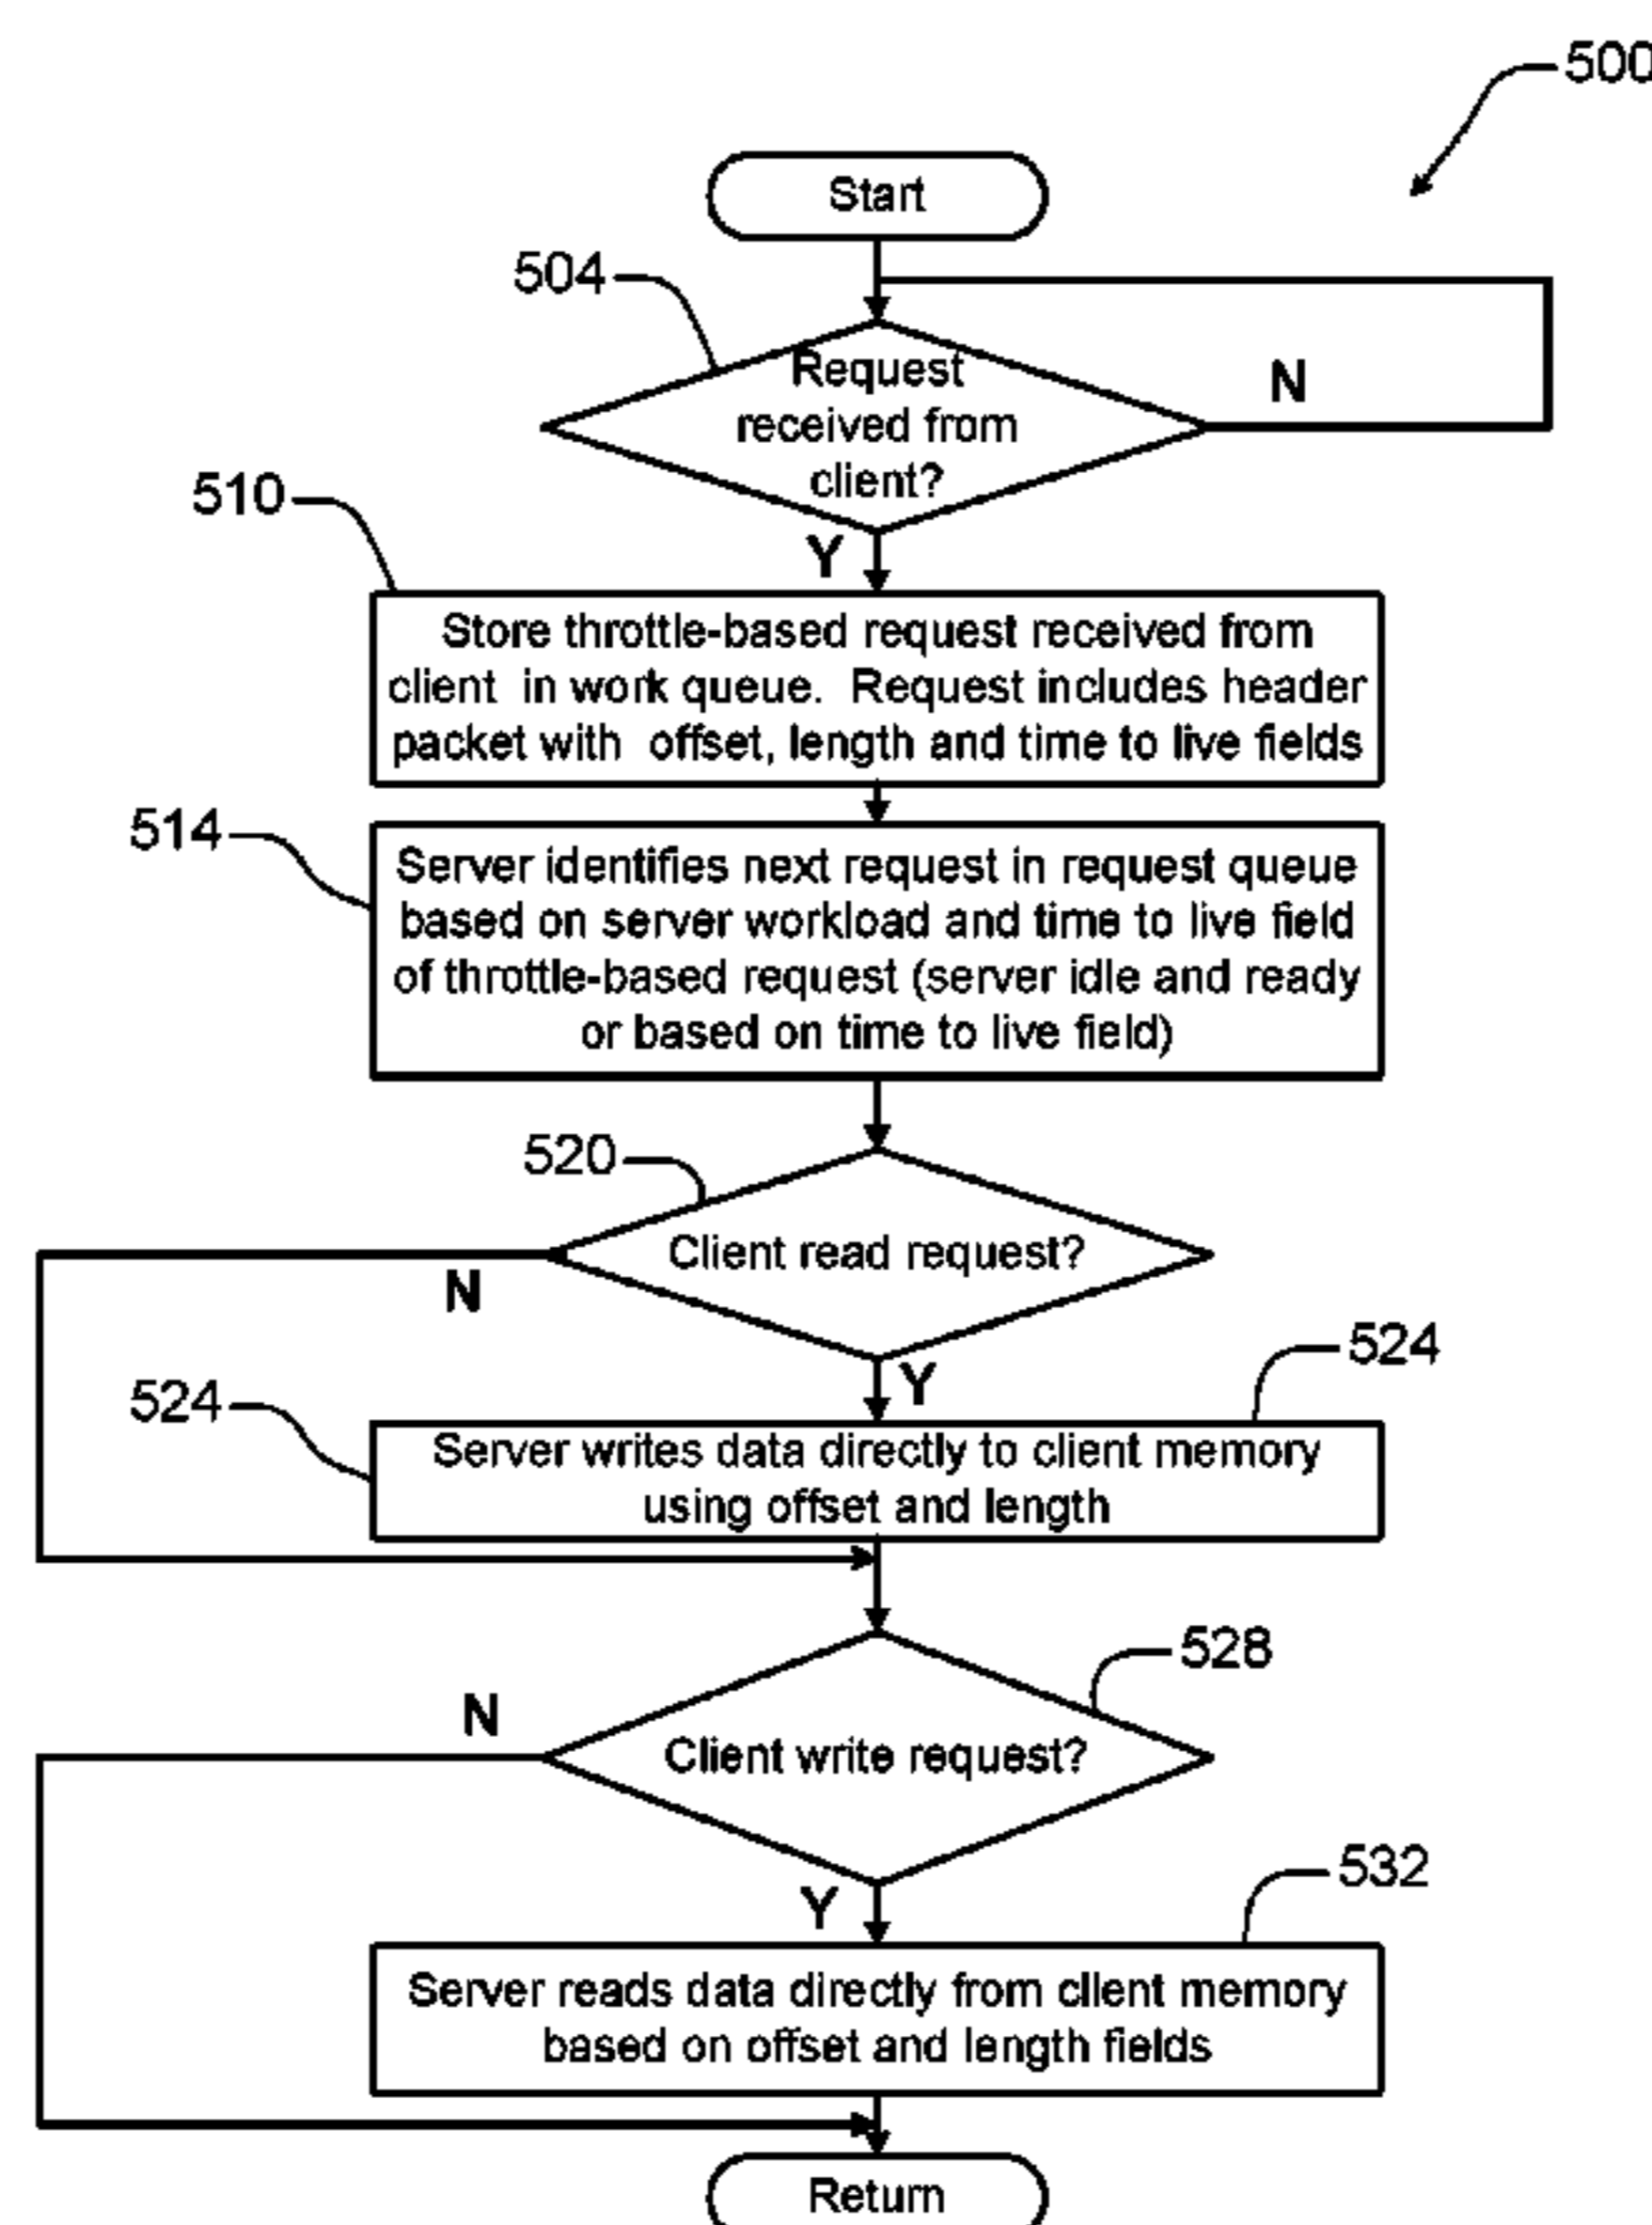 500
Start
504
Request
received from
client?
N
Y
510
Store throttle-based request received from
client in work queue. Request includes header
packet with offset, length and time to live fields
514
Server identifies next request in request queue
based on server workload and time to live field
of throttle-based request (server idle and ready
or based on time to live field)
520
Client read request?
N
Y
524
524
Server writes data directly to client memory
using offset and length
528
N
Client write request?
Y
532
Server reads data directly from client memory
based on offset and length fields
Return